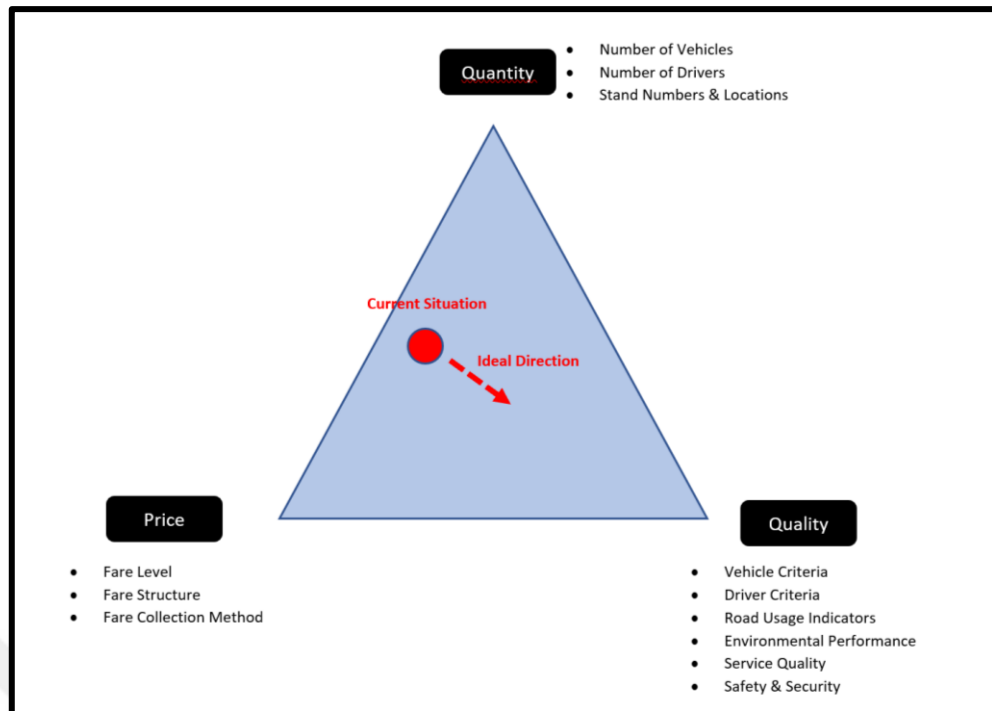 Quantity
• Number of Vehicles
• Number of Drivers
• Stand Numbers & Locations
Current Situation
Ideal Direction
Price
• Fare Level
• Fare Structure
• Fare Collection Method
Quality
• Vehicle Criteria
• Driver Criteria
• Road Usage Indicators
• Environmental Performance
• Service Quality
• Safety & Security